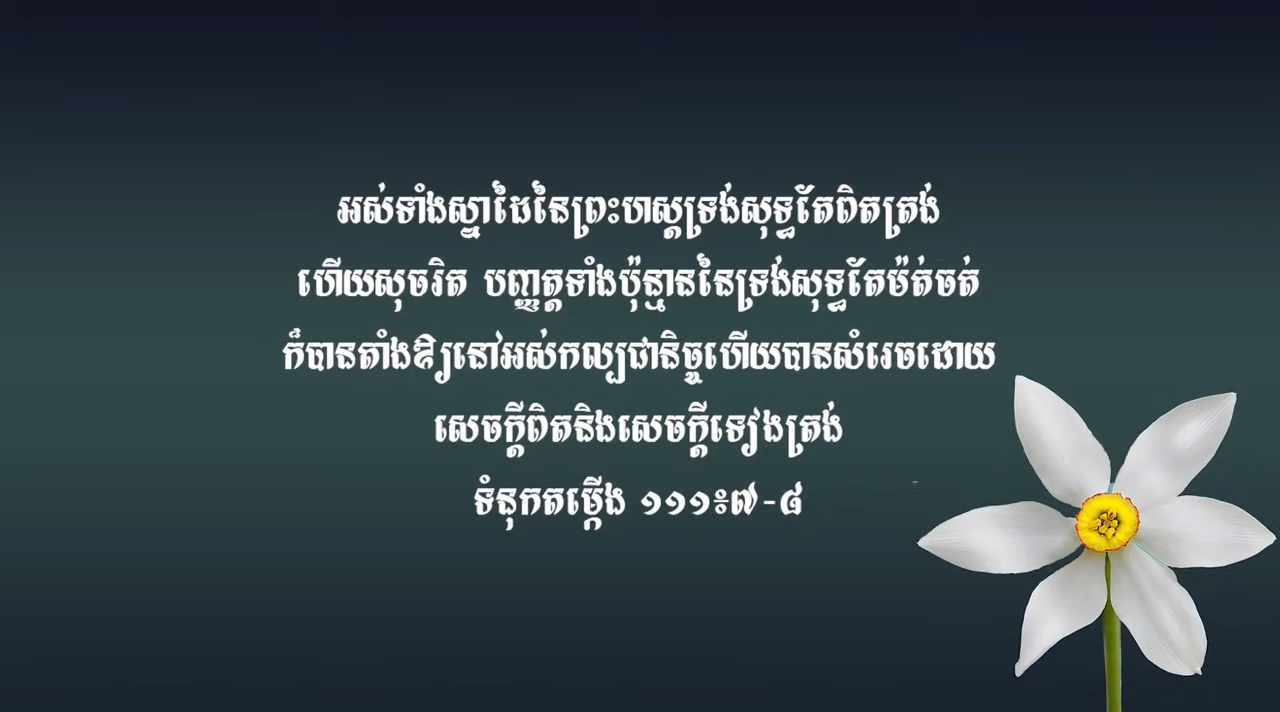 អស់ទាំងស្នាដៃនៃព្រះហស្តទ្រង់សុទ្ធតែពិតត្រង់
ហើយសុចរិត បញ្ញត្តទាំងប៉ុន្មាននៃទ្រង់សុទ្ធតែម៉ត់ចត់
ក៏បានតាំងឱ្យនៅអស់កល្បជានិច្ចហើយបានសំរេចដោយ
សេចក្ដីពិតនិងសេចក្ដីទៀងត្រង់
ទំនុកតម្កើង ១១១៖៧-៨